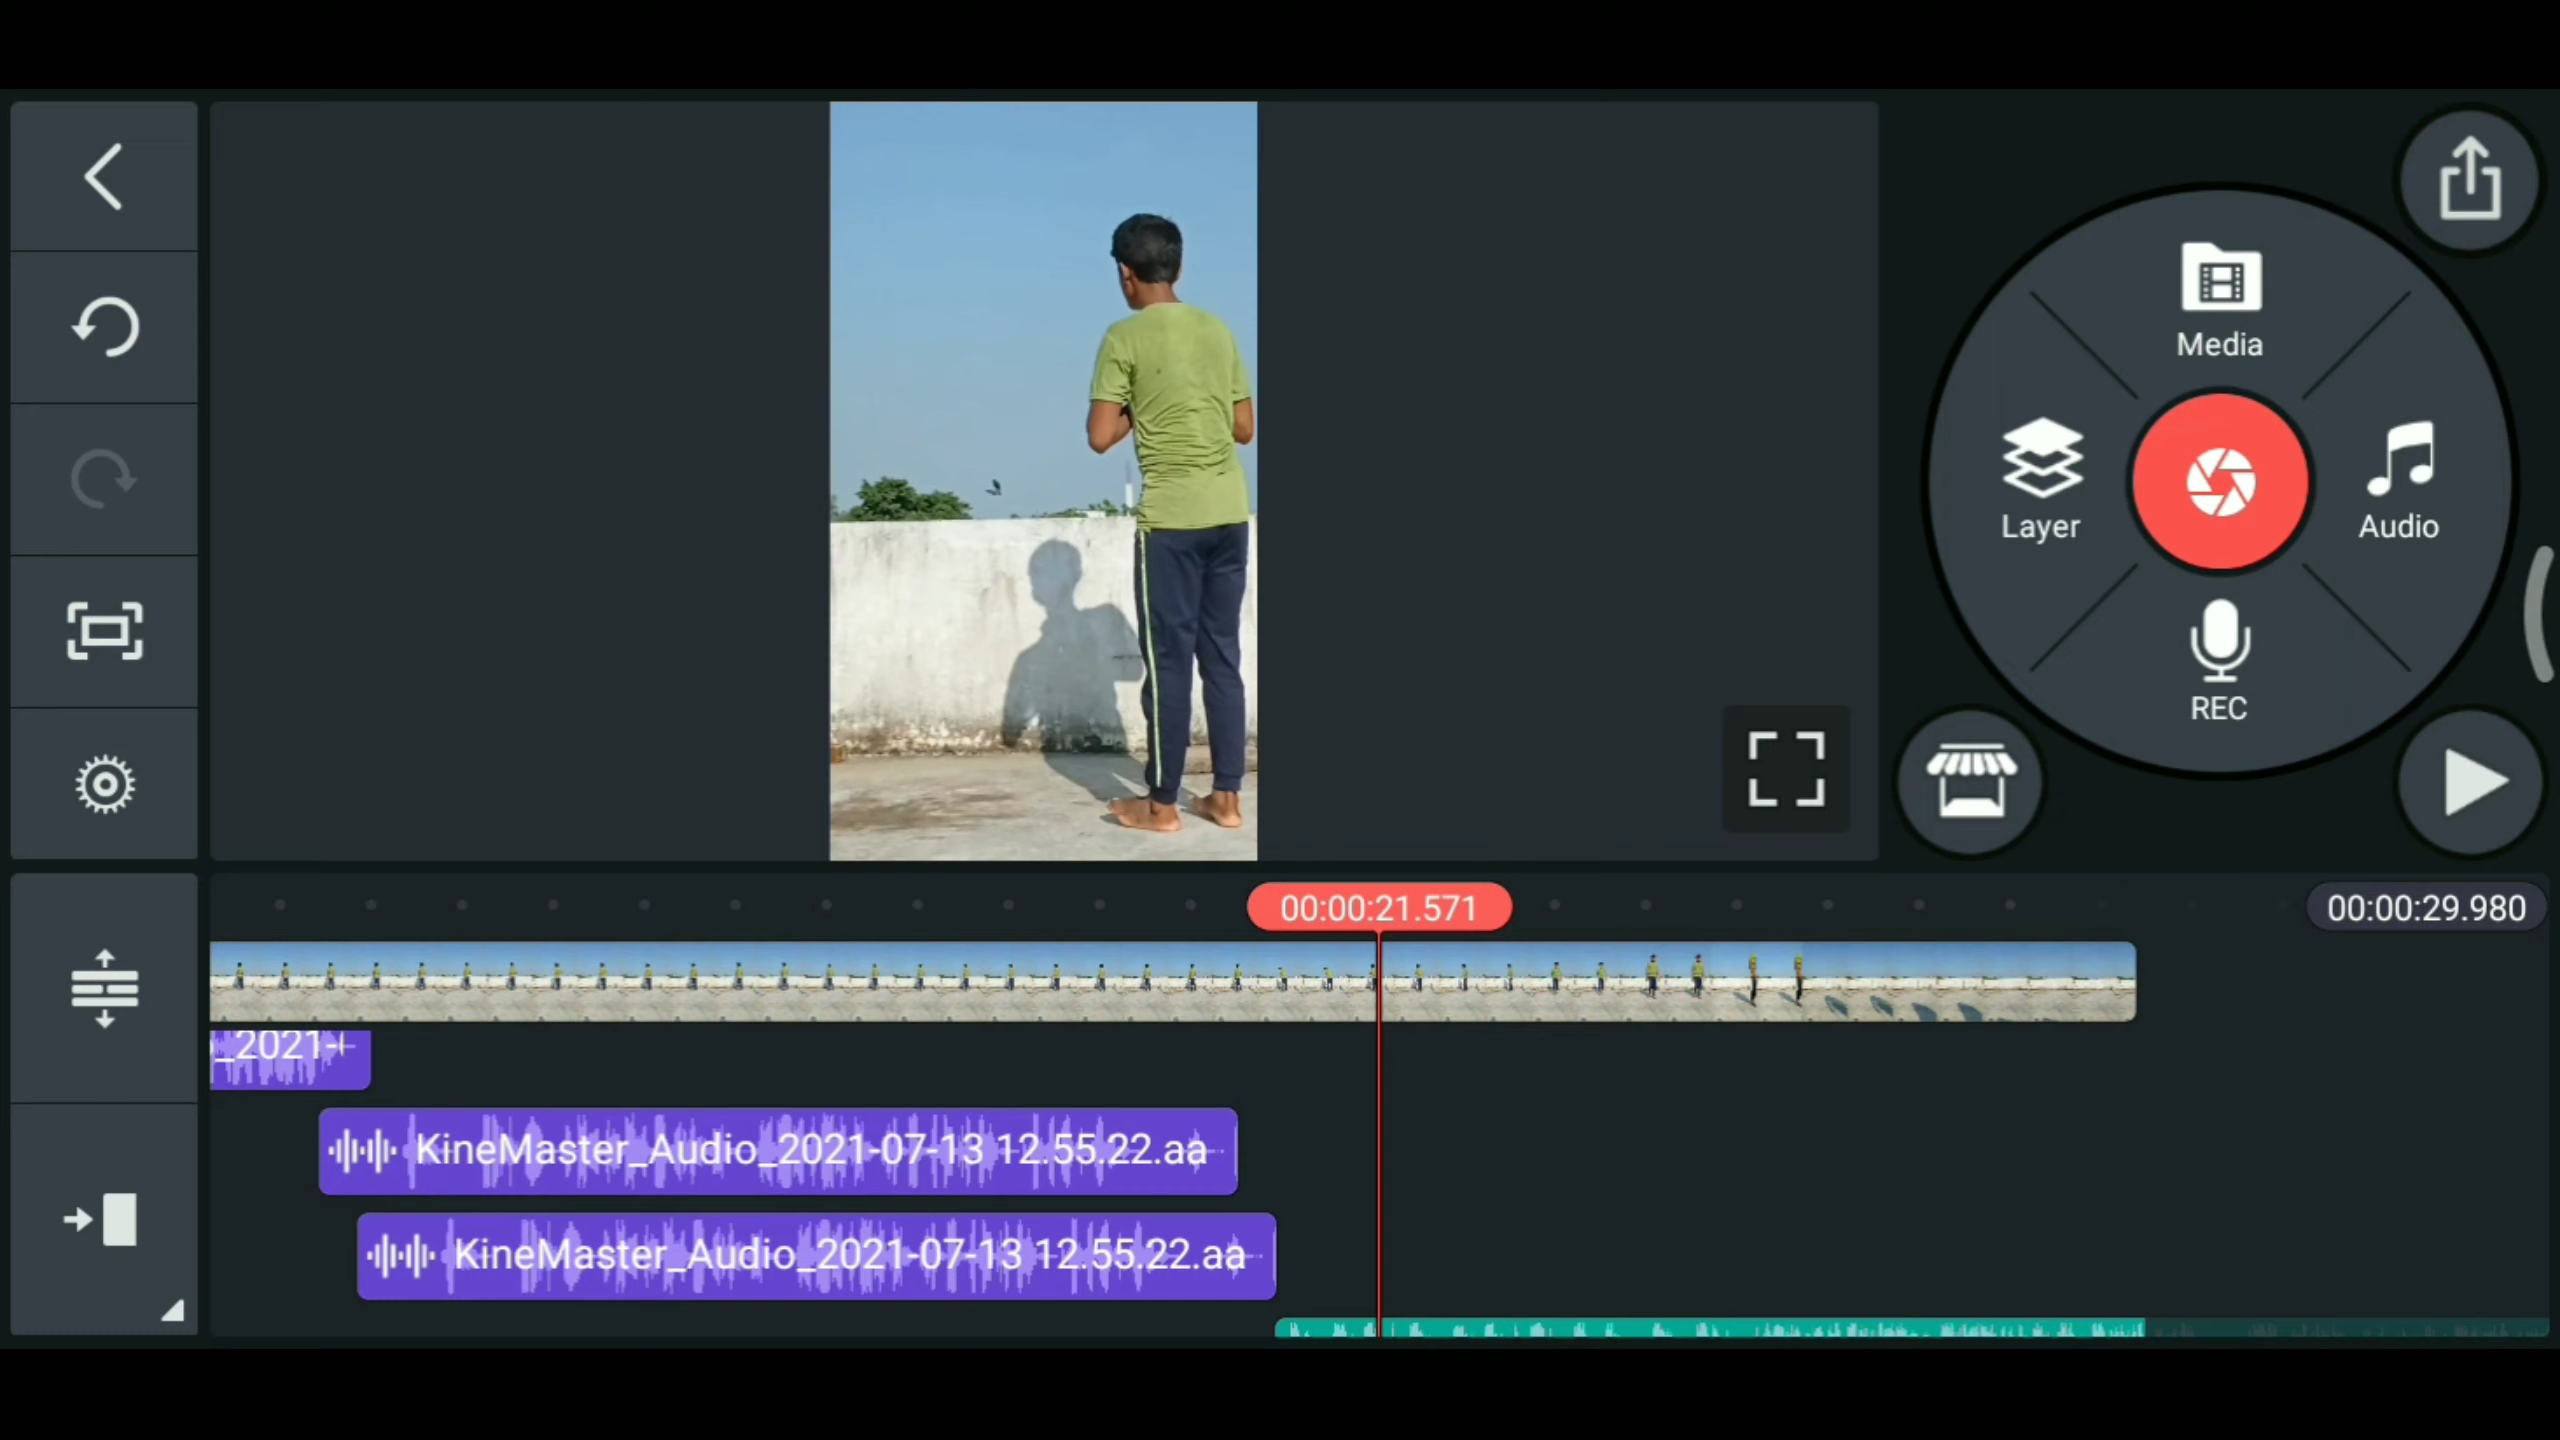 Media
Layer
Audio
REC
00:00:21.571
00:00:29.980
_2021-
KineMaster_Audio_2021-07-13 12.55.22.aa
KineMaster_Audio_2021-07-13 12.55.22.aa